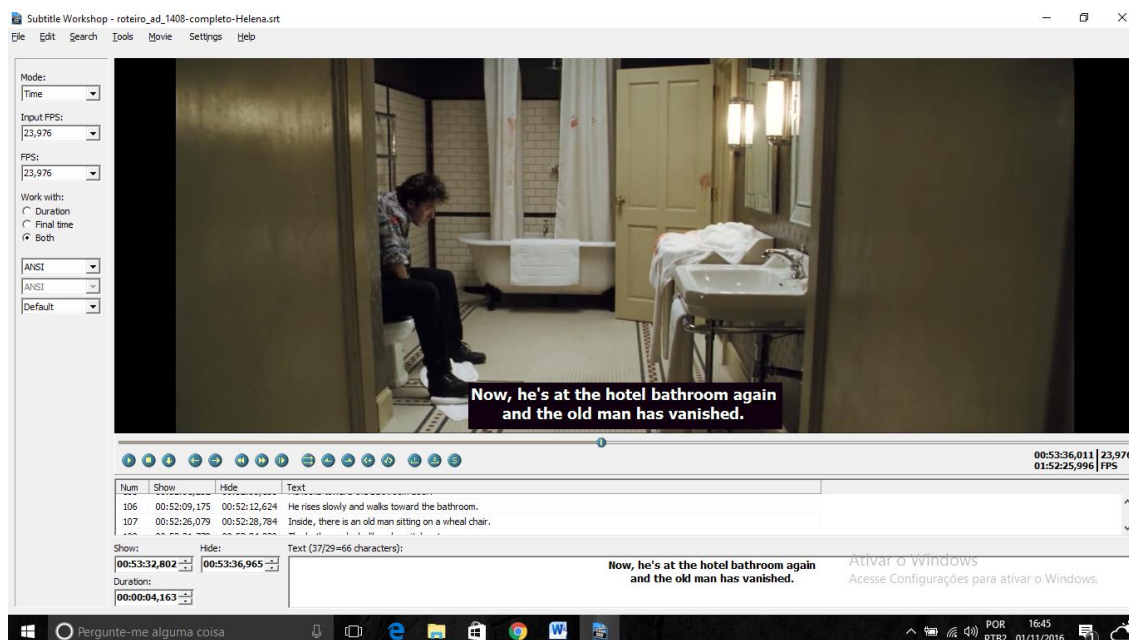 Subtitle Workshop - roteiro_ad_1408-completo-Helena.srt
File Edit Search Tools Movie Settings Help
Mode:
Time
Input FPS:
23,976
FPS:
23,976
Work with:
Duration
Final time
Both
ANSI
ANSI
Default
Now, he's at the hotel bathroom again
and the old man has vanished.
00:53:36,011 23,976
01:52:25,996 FPS
Num Show Hide Text
106 00:52:09,175 00:52:12,624 He rises slowly and walks toward the bathroom.
107 00:52:26,079 00:52:28,784 Inside, there is an old man sitting on a wheal chair.
Show: Hide: Text (37/29=66 characters):
00:53:32,802 00:53:36,965
Duration:
00:00:04,163
Now, he's at the hotel bathroom again
and the old man has vanished.
Ativar o Windows
Acesse Configurações para ativar o Windows.
Pergunte-me alguma coisa
POR 16:45
PTB2 01/11/2016